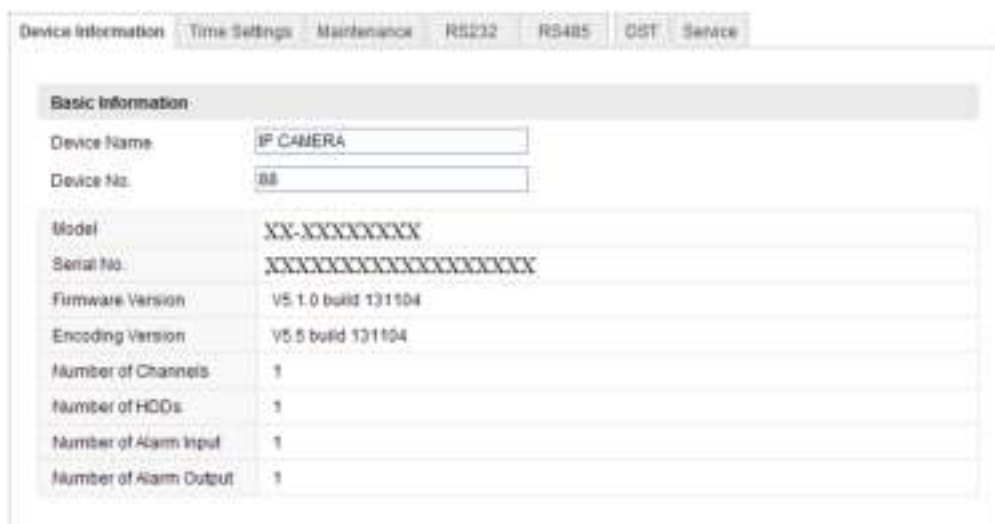 Device Information Time Settings Maintenance RS232 RS485 DST Service
Basic Information
Device Name IP CAMERA
Device No. 88
Model XX-XXXXXXXX
Serial No. XXXXXXXXXXXXXXXXXXX
Firmware Version V5.1.0 build 131104
Encoding Version V5.5 build 131104
Number of Channels 1
Number of HDDs 1
Number of Alarm Input 1
Number of Alarm Output 1